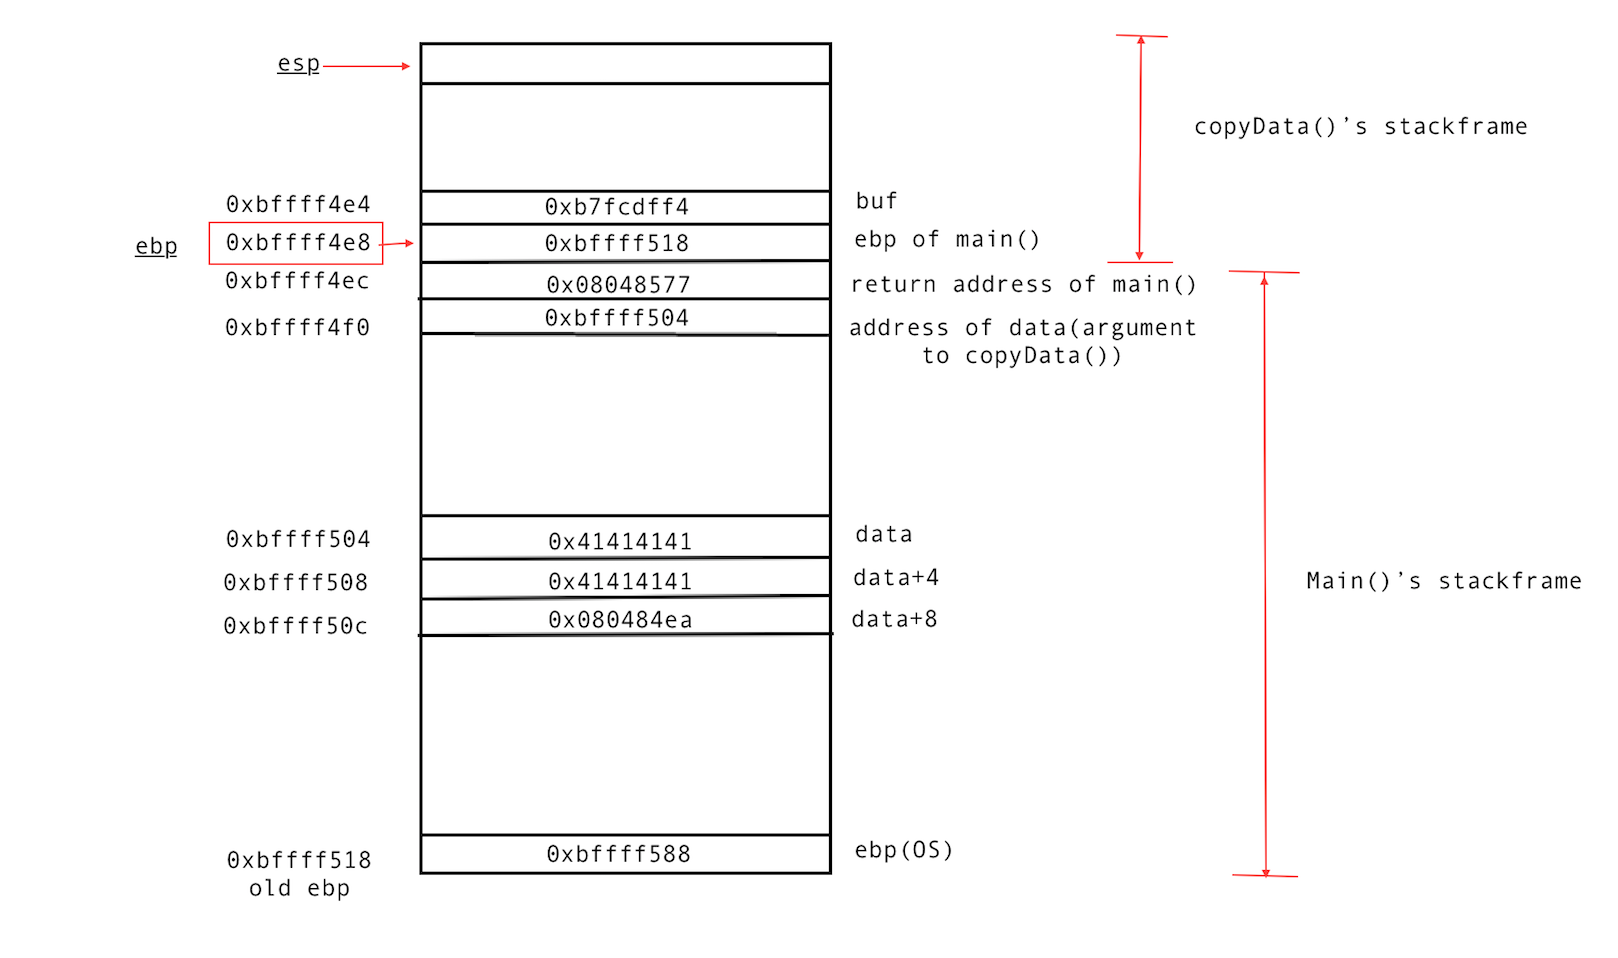 esp
copyData()’s stackframe
0xbffff4e4 0xb7fcdff4 buf
ebp 0xbffff4e8 0xbffff518 ebp of main()
0xbffff4ec 0x08048577 return address of main()
0xbffff4f0 0xbffff504 address of data(argument
to copyData())
0xbffff504 0x41414141 data
0xbffff508 0x41414141 data+4
Main()’s stackframe
0xbffff50c 0x080484ea data+8
0xbffff518 0xbffff588 ebp(OS)
old ebp